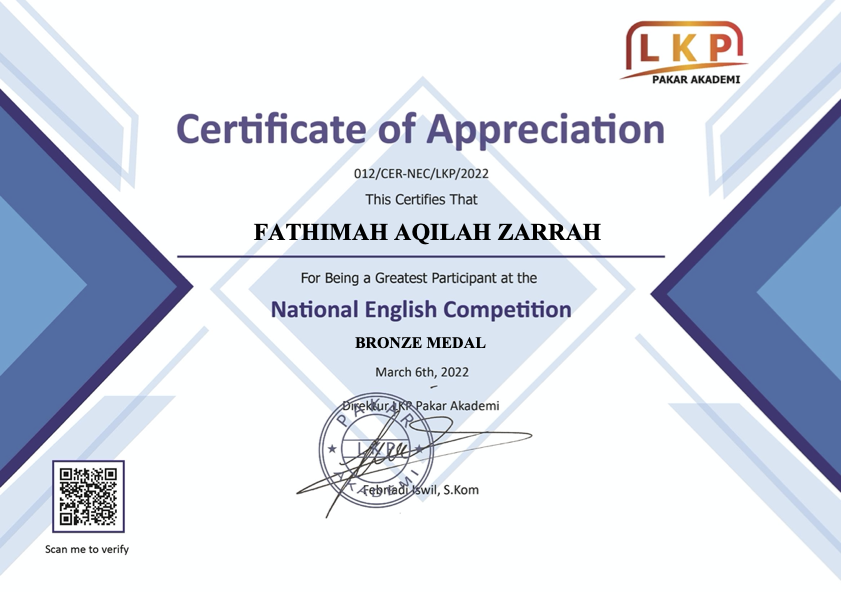 LKP
PAKAR AKADEMI
Certificate of Appreciation
012/CER-NEC/LKP/2022
This Certifies That
FATHIMAH AQILAH ZARRAH
For Being a Greatest Participant at the
National English Competition
BRONZE MEDAL
March 6th, 2022
Direktur LKP Pakar Akademi
PAKAR
LKP
AKADEMI
Febriadi Iswil, S.Kom
Scan me to verify